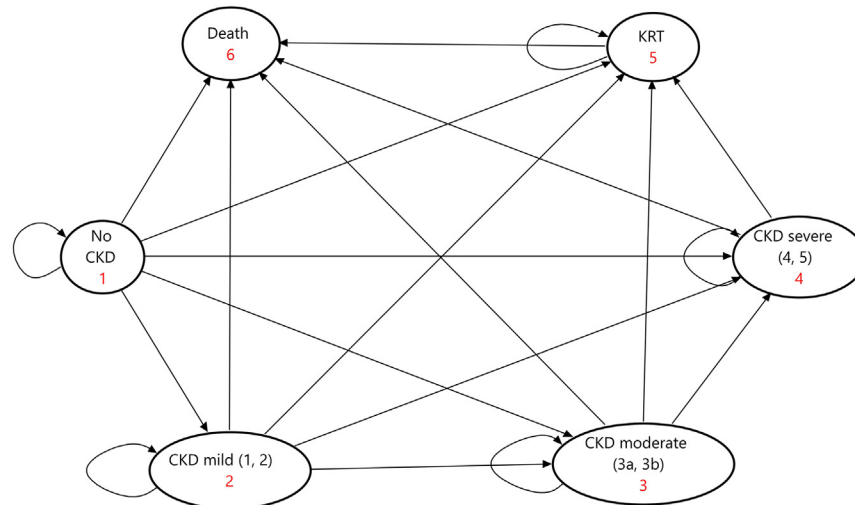 Death
6
KRT
5
No
CKD
1
CKD severe
(4, 5)
4
CKD mild (1, 2)
2
CKD moderate
(3a, 3b)
3